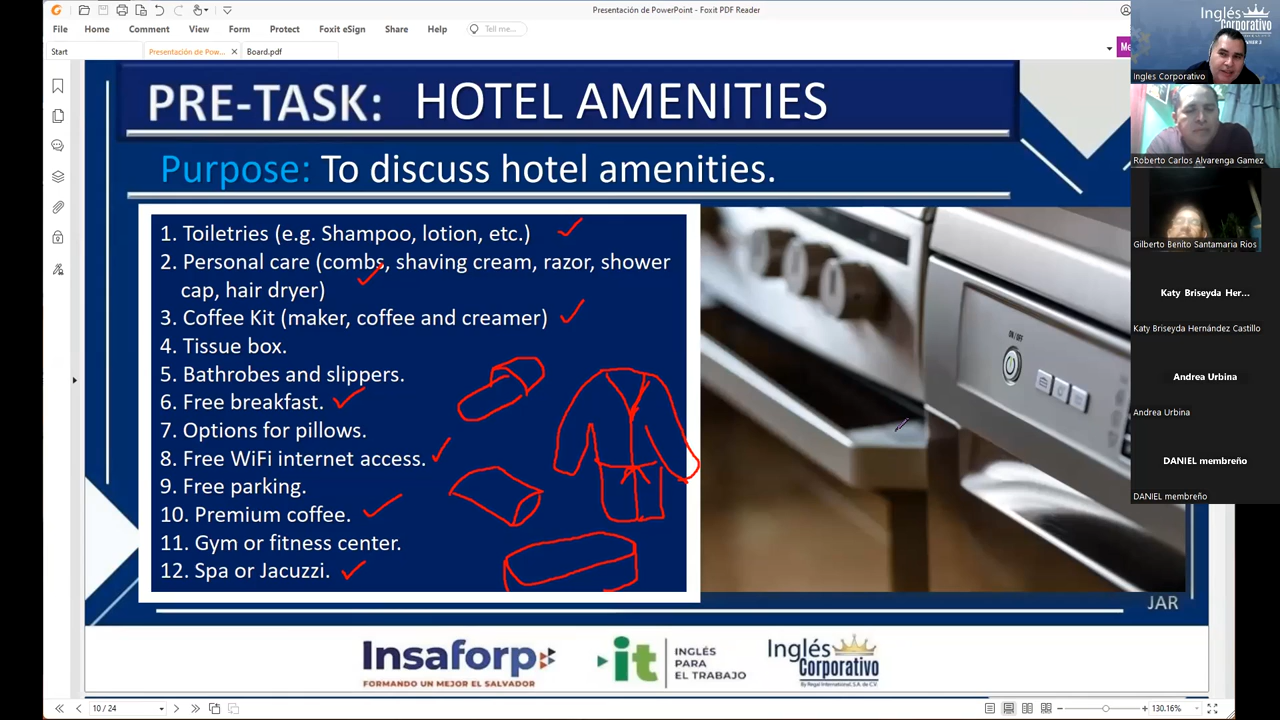 Presentación de PowerPoint - Foxit PDF Reader
File Home Comment View Form Protect Foxit eSign Share Help Tell me...
Start Presentación de Pow... Board.pdf
PRE-TASK: HOTEL AMENITIES
Purpose: To discuss hotel amenities.
1. Toiletries (e.g. Shampoo, lotion, etc.)
2. Personal care (combs, shaving cream, razor, shower
cap, hair dryer)
3. Coffee Kit (maker, coffee and creamer)
4. Tissue box.
5. Bathrobes and slippers.
6. Free breakfast.
7. Options for pillows.
8. Free WiFi internet access.
9. Free parking.
10. Premium coffee.
11. Gym or fitness center.
12. Spa or Jacuzzi.
ON/OFF
JAR
Insaforp
FORMANDO UN MEJOR EL SALVADOR
it
INGLÉS
PARA
EL TRABAJO
Inglés
Corporativo
By Regal International, S.A. de C.V.
10 / 24
130.16%
Inglés
Corporativo
Ingles Corporativo
Roberto Carlos Alvarenga Gamez
Gilberto Benito Santamaria Rios
Katy Briseyda Her...
Katy Briseyda Hernández Castillo
Andrea Urbina
Andrea Urbina
DANIEL membreño
DANIEL membreño